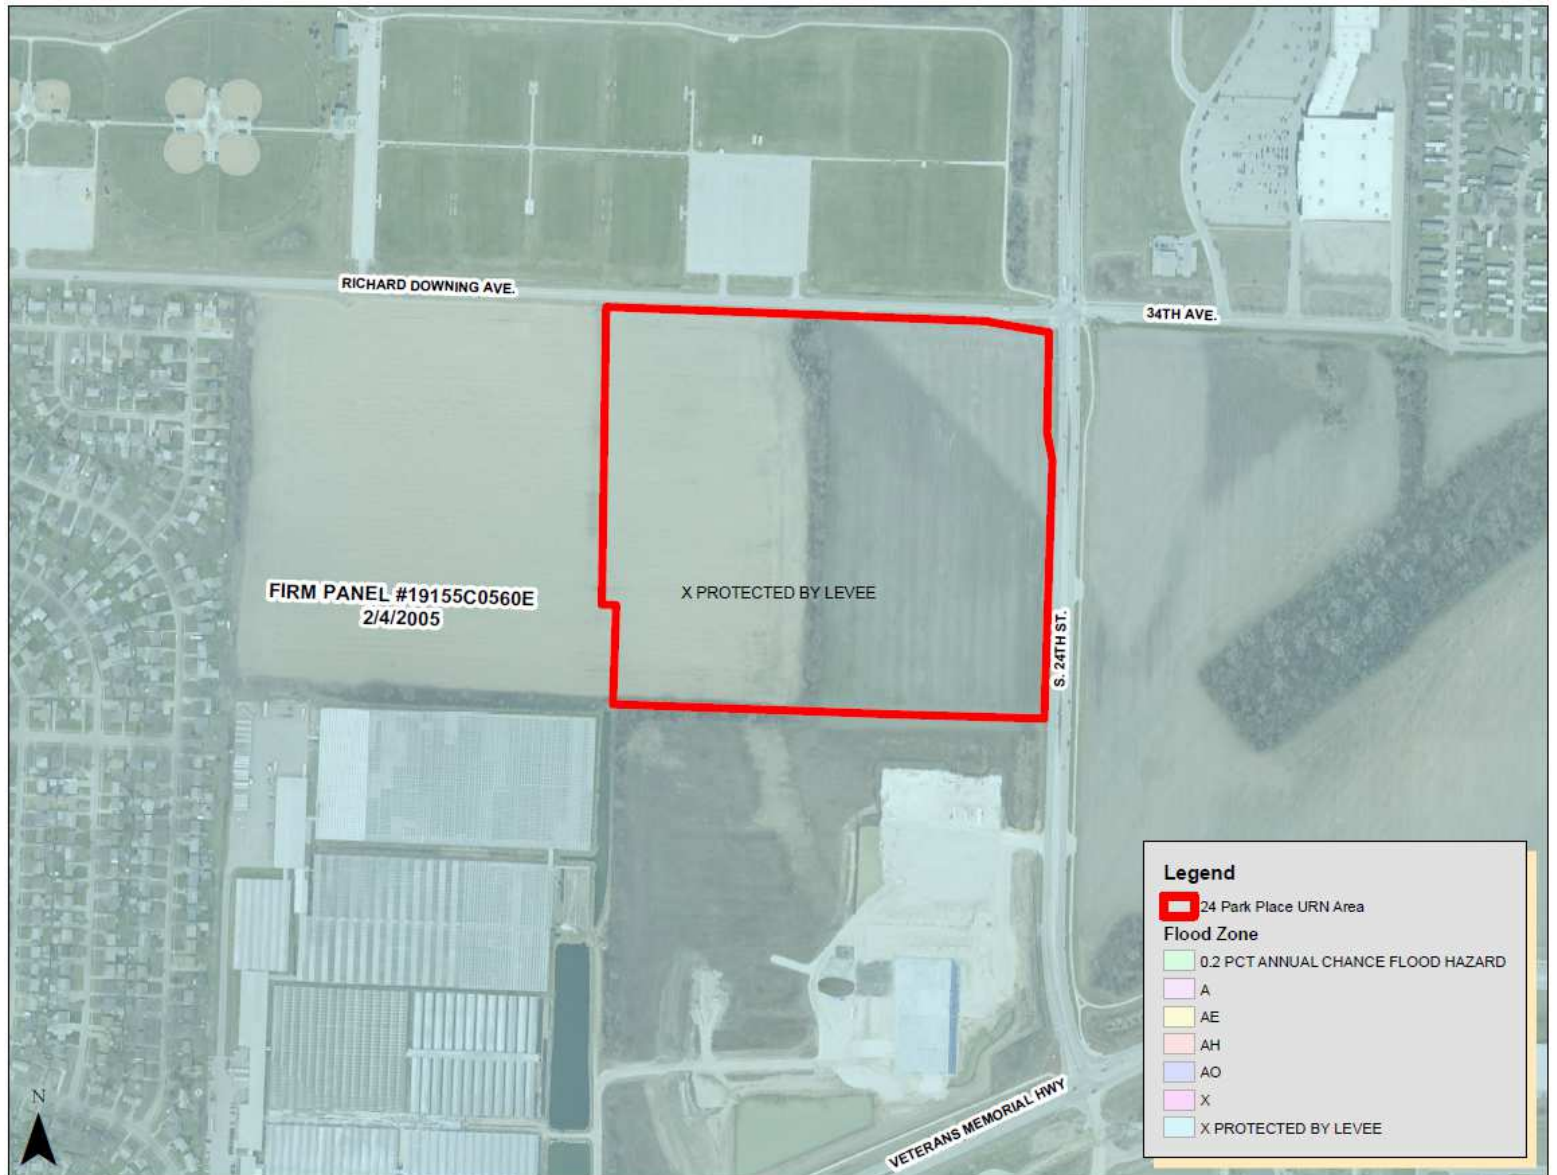 RICHARD DOWNING AVE.
34TH AVE.
FIRM PANEL #19155C0560E
2/4/2005
X PROTECTED BY LEVEE
S. 24TH ST.
VETERANS MEMORIAL HWY
N
Legend
24 Park Place URN Area
Flood Zone
0.2 PCT ANNUAL CHANCE FLOOD HAZARD
A
AE
AH
AO
X
X PROTECTED BY LEVEE